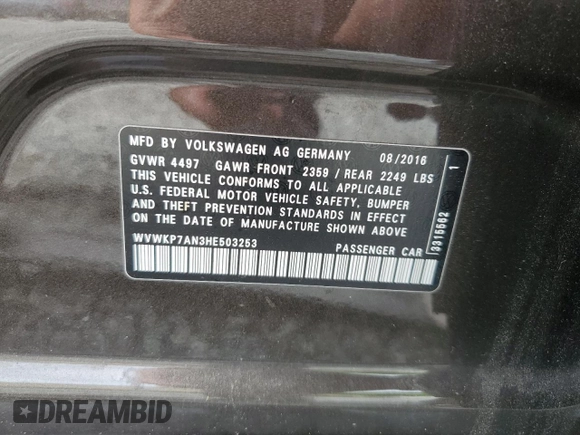 MFD BY VOLKSWAGEN AG GERMANY 08/2016
GVWR 4497 GAWR FRONT 2359 / REAR 2249 LBS
THIS VEHICLE CONFORMS TO ALL APPLICABLE
U.S. FEDERAL MOTOR VEHICLE SAFETY, BUMPER
AND THEFT PREVENTION STANDARDS IN EFFECT
ON THE DATE OF MANUFACTURE SHOWN ABOVE
WVWKP7AN3HE503253 PASSENGER CAR
3315562 1
DREAMBID